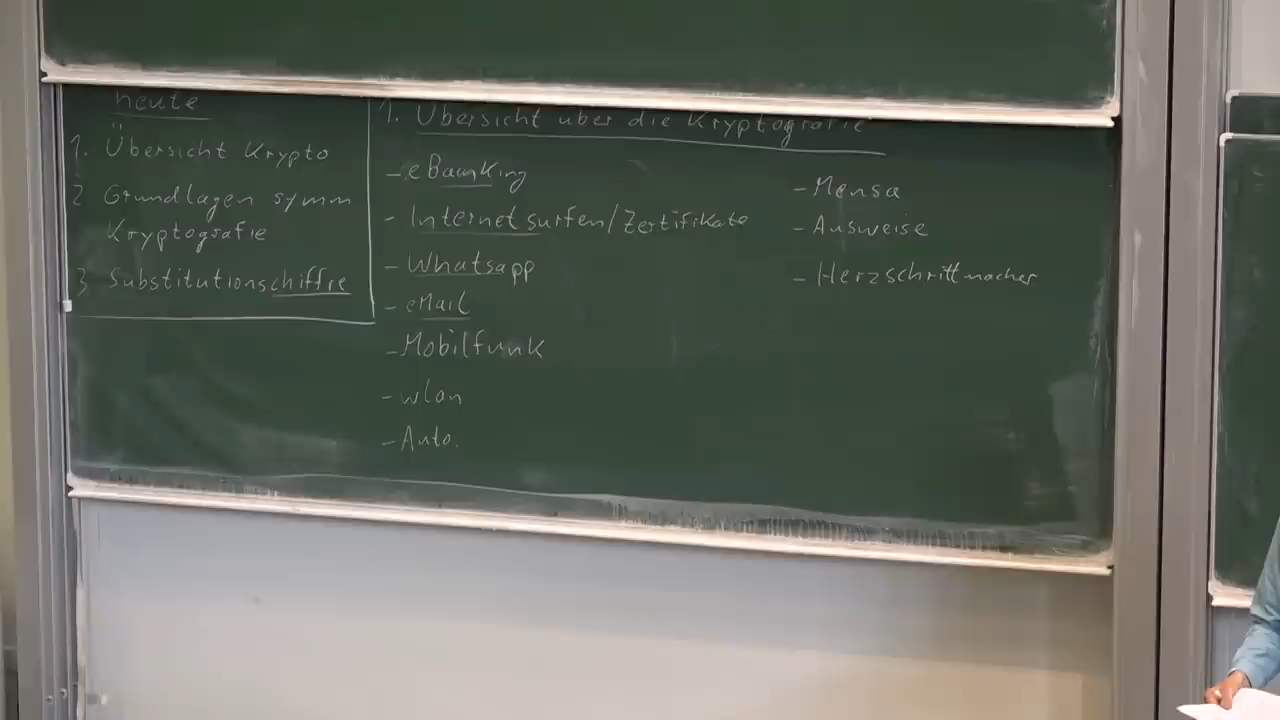 heute
1. Übersicht Krypto
2 Grundlagen symm
Kryptografie
3 Substitutionschiffre
1. Übersicht über die Kryptografie
- eBanking
- Internet surfen/Zertifikate
- Whatsapp
- eMail
- Mobilfunk
- wlan
- Auto.
- Mensa
- Ausweise
- Herzschrittmacher